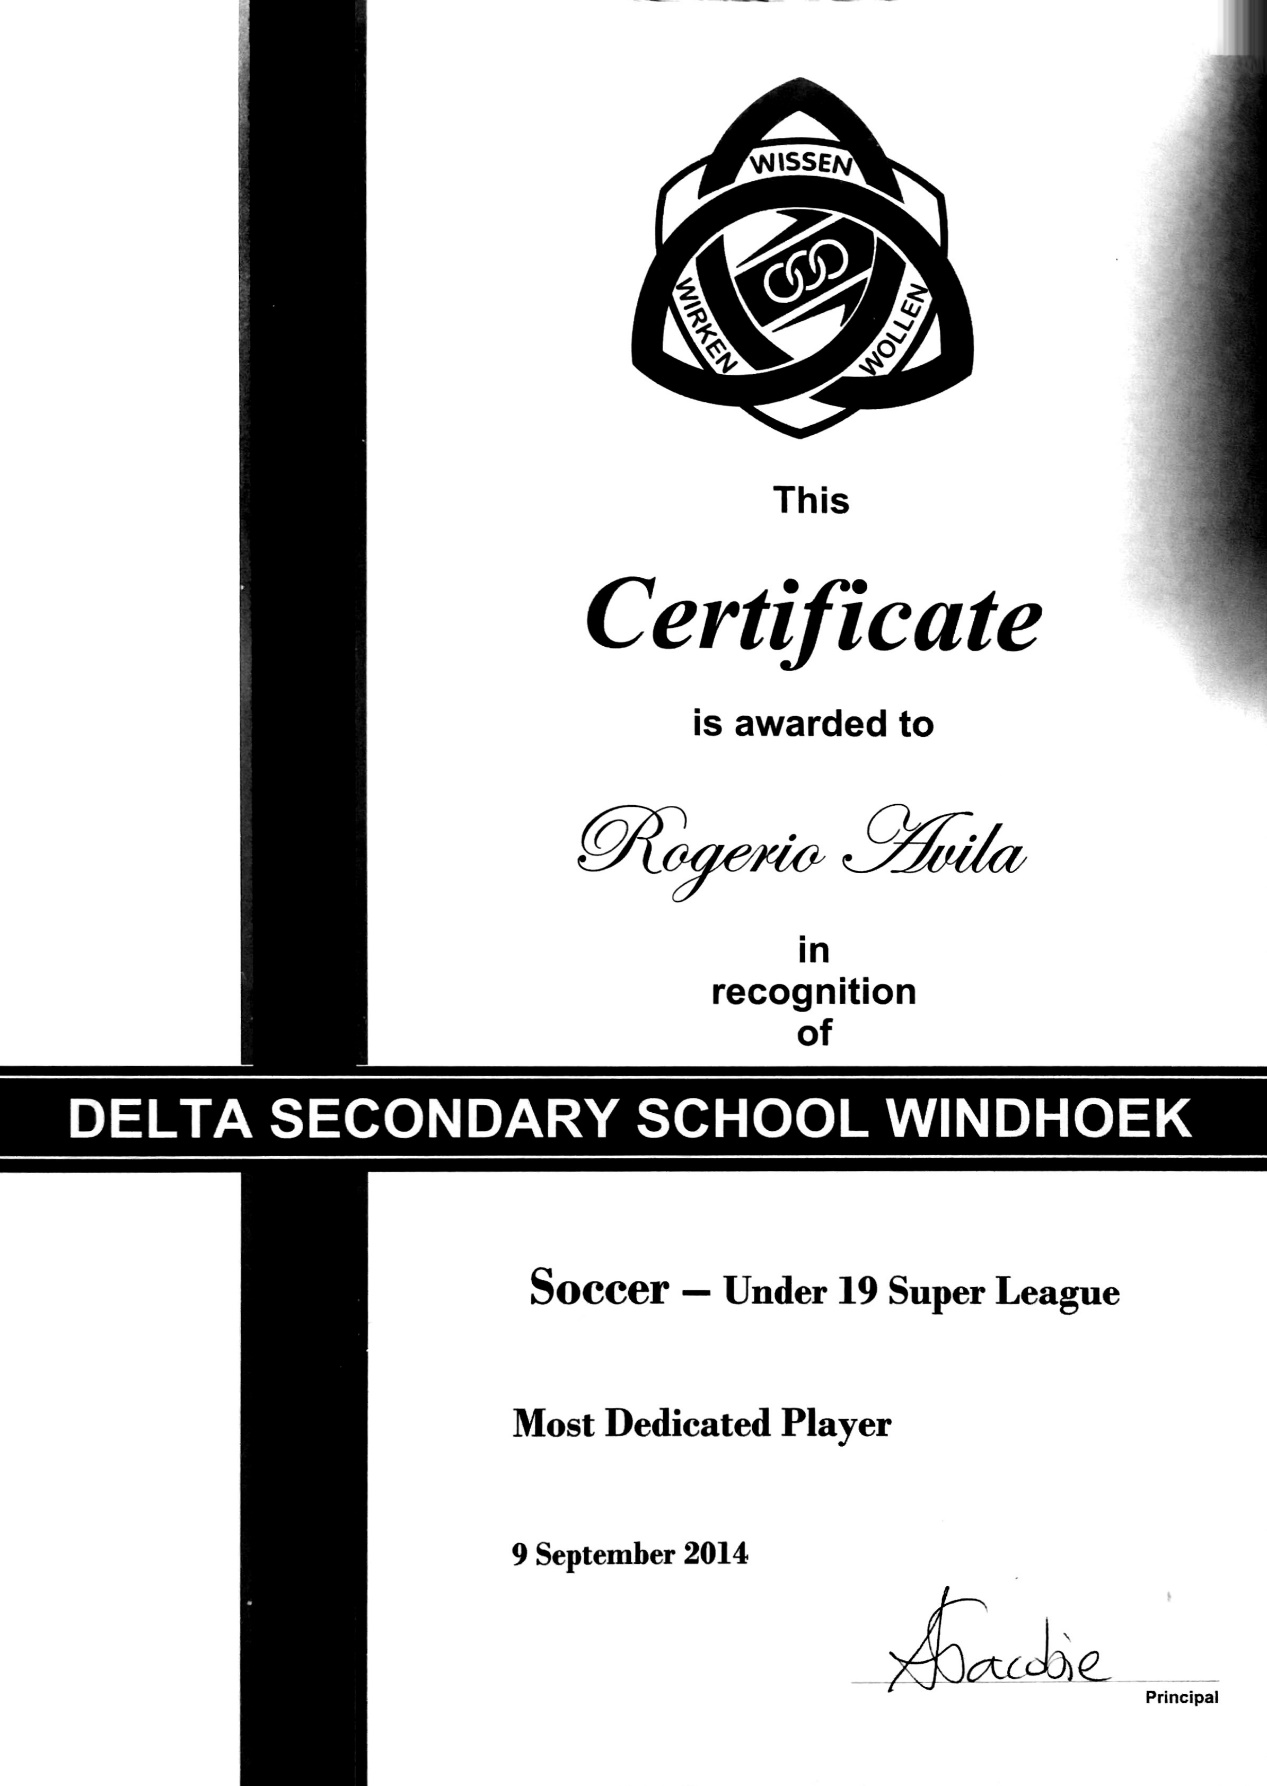 WISSEN
WIRKEN
WOLLEN
This
Certificate
is awarded to
Rogerio Avila
in
recognition
of
DELTA SECONDARY SCHOOL WINDHOEK
Soccer – Under 19 Super League
Most Dedicated Player
9 September 2014
Principal